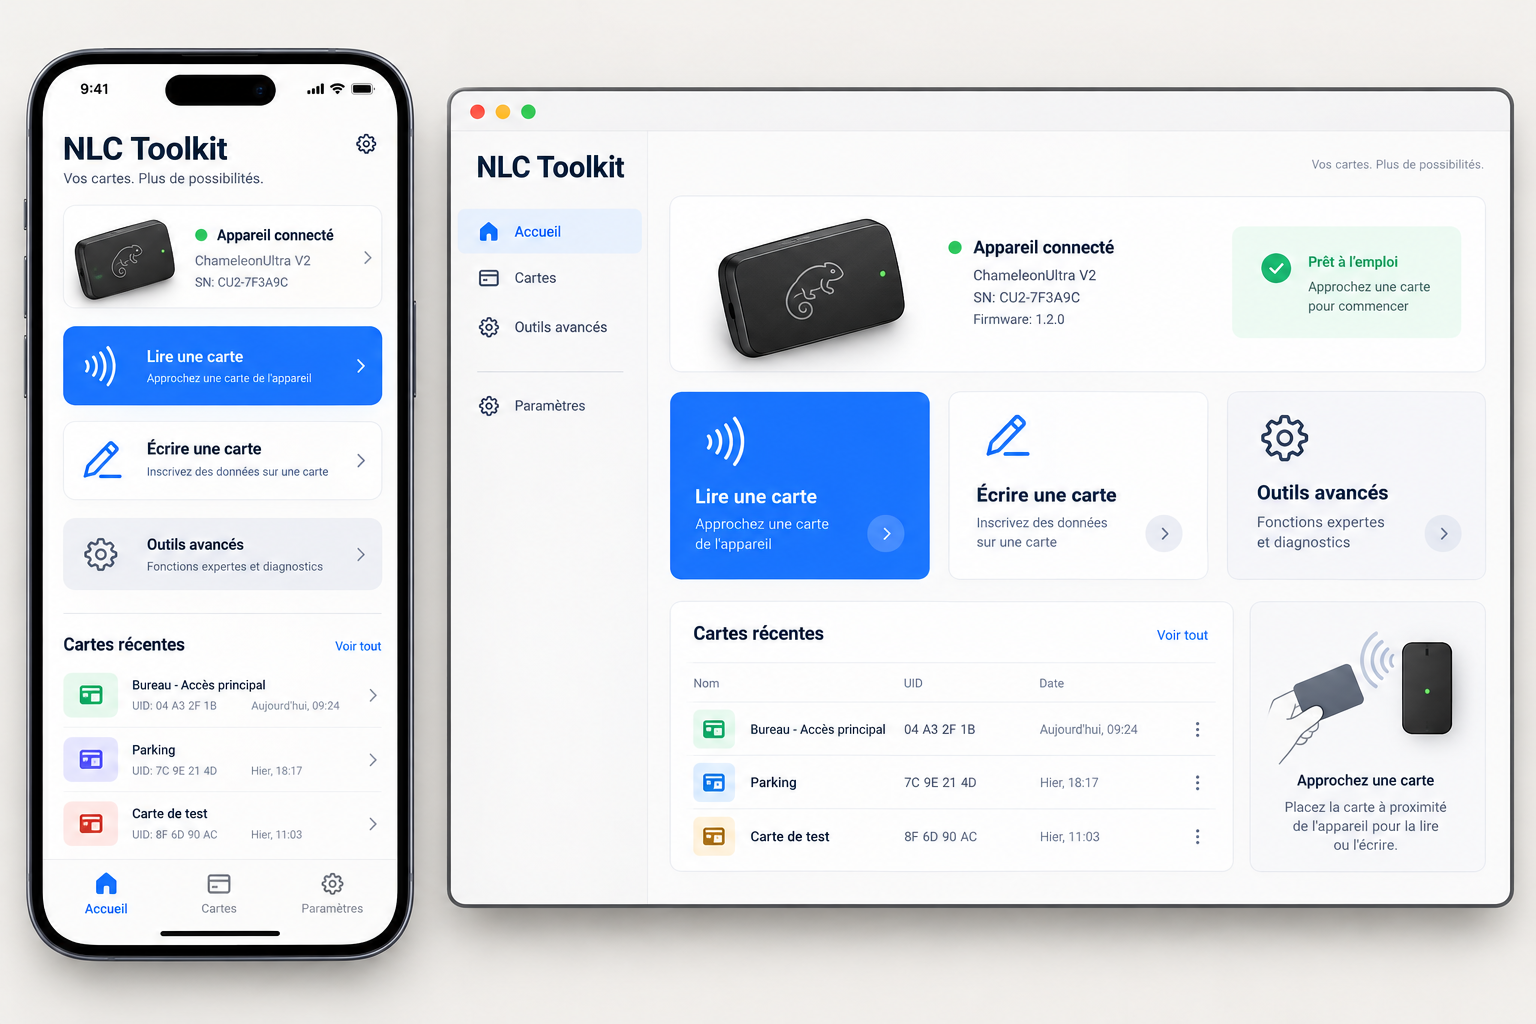 9:41
NLC Toolkit
Vos cartes. Plus de possibilités.
Appareil connecté
ChameleonUltra V2
SN: CU2-7F3A9C
Lire une carte
Approchez une carte de l'appareil
Écrire une carte
Inscrivez des données sur une carte
Outils avancés
Fonctions expertes et diagnostics
Cartes récentes Voir tout
Bureau - Accès principal
UID: 04 A3 2F 1B Aujourd'hui, 09:24
Parking
UID: 7C 9E 21 4D Hier, 18:17
Carte de test
UID: 8F 6D 90 AC Hier, 11:03
Accueil Cartes Paramètres
NLC Toolkit
Accueil
Cartes
Outils avancés
Paramètres
Vos cartes. Plus de possibilités.
Appareil connecté
ChameleonUltra V2
SN: CU2-7F3A9C
Firmware: 1.2.0
Prêt à l'emploi
Approchez une carte
pour commencer
Lire une carte
Approchez une carte
de l'appareil
Écrire une carte
Inscrivez des données
sur une carte
Outils avancés
Fonctions expertes
et diagnostics
Cartes récentes Voir tout
Nom UID Date
Bureau - Accès principal 04 A3 2F 1B Aujourd'hui, 09:24
Parking 7C 9E 21 4D Hier, 18:17
Carte de test 8F 6D 90 AC Hier, 11:03
Approchez une carte
Placez la carte à proximité
de l'appareil pour la lire
ou l'écrire.